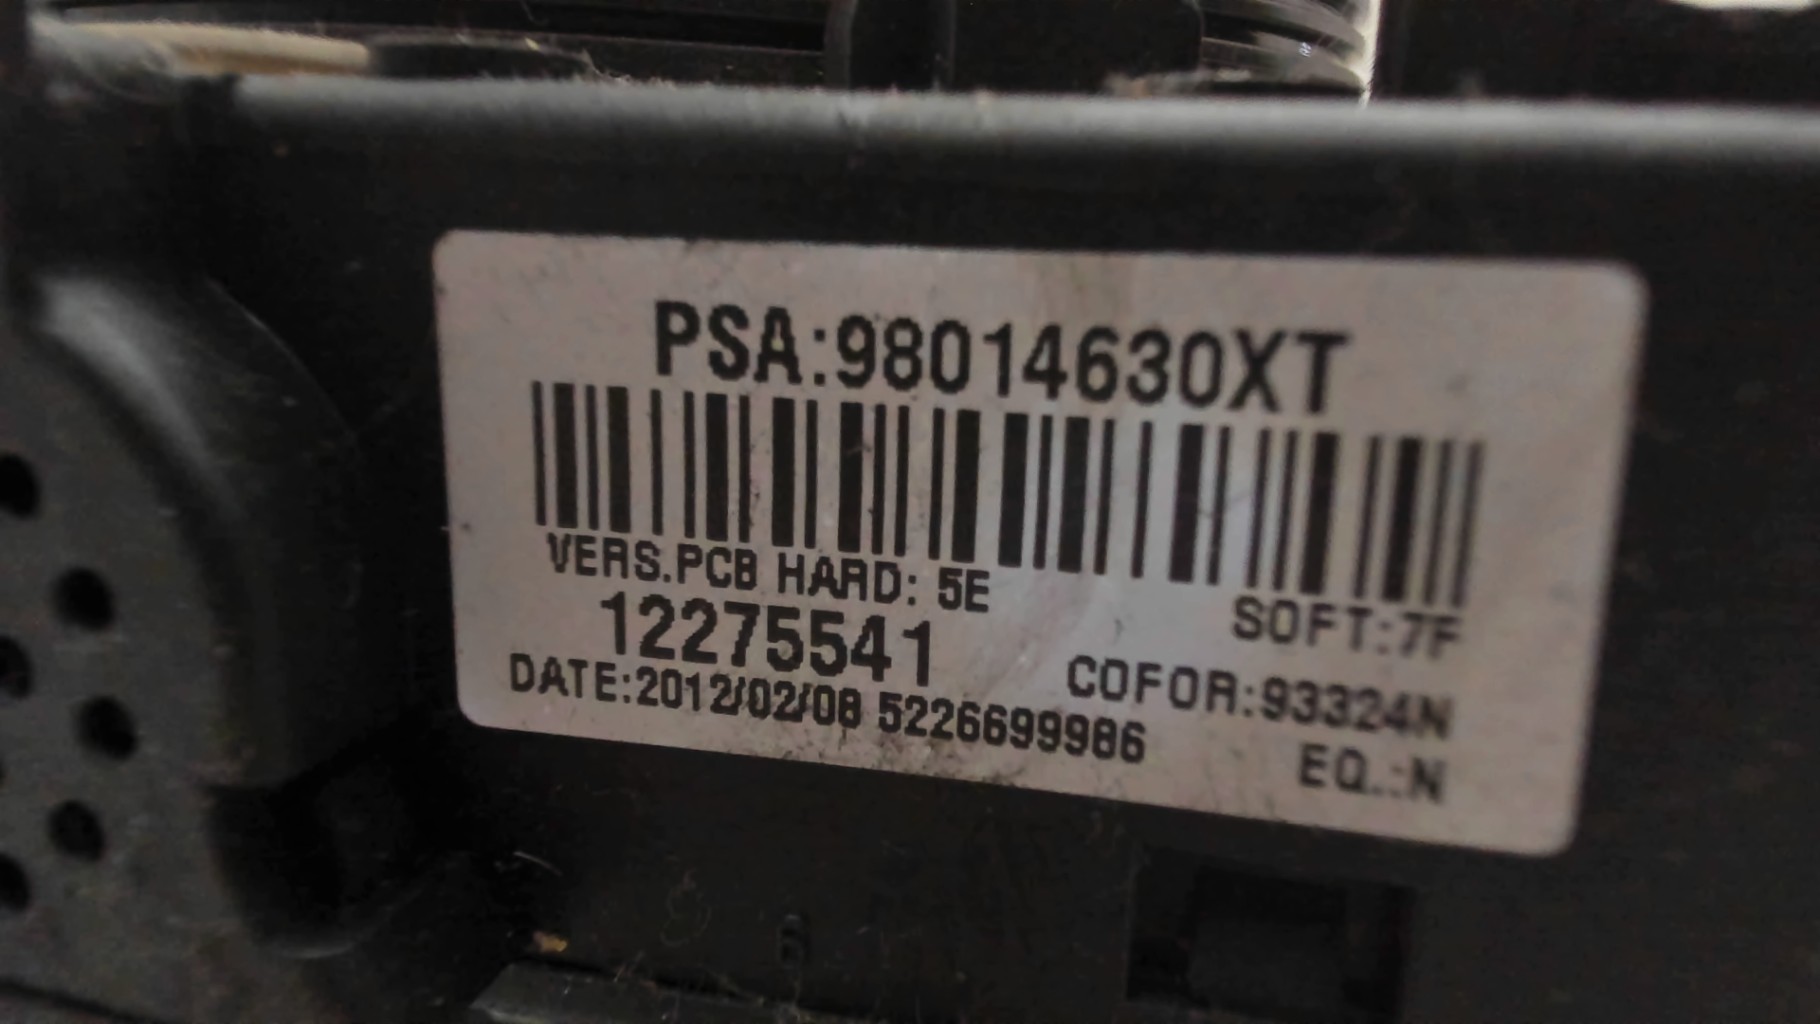 PSA:98014630XT
VERS.PCB HARD: 5E
SOFT:7F
12275541
COFOR:93324N
DATE:2012/02/08 5226699986
EQ..:N